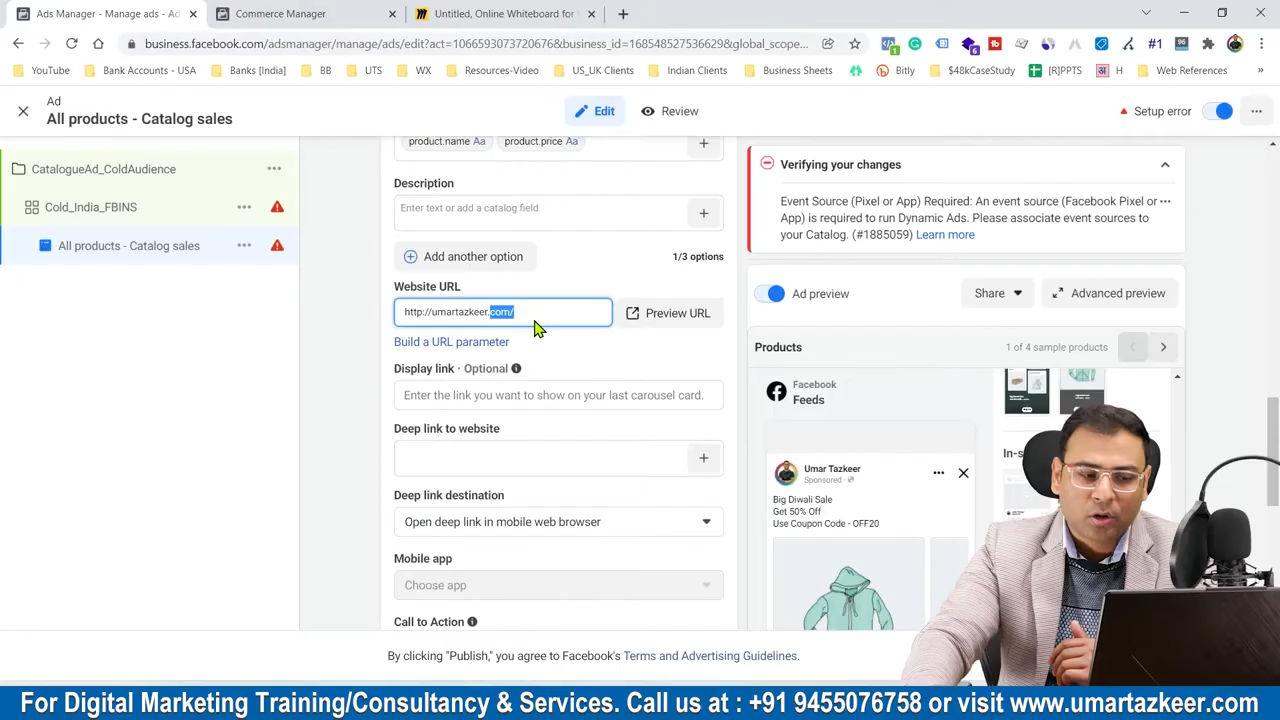 Ads Manager - Manage ads - Ad
Commerce Manager
Untitled, Online Whiteboard for
business.facebook.com/adsmanager/manage/ads/edit?act=
&global_scope...
YouTube
Bank Accounts - USA
Banks [India]
BB
UTS
WX
Resources-Video
US_UK Clients
Indian Clients
Business Sheets
Bitly
$48kCaseStudy
[R]PPTS
H
Web References
Ad
All products - Catalog sales
Edit
Review
Setup error
CatalogueAd_ColdAudience
Cold_India_FBINS
All products - Catalog sales
product.name Aa
product.price Aa
Description
Enter text or add a catalog field
Add another option
1/3 options
Website URL
http://umartazkeer.com/
Preview URL
Build a URL parameter
Display link · Optional
Enter the link you want to show on your last carousel card.
Deep link to website
Deep link destination
Open deep link in mobile web browser
Mobile app
Choose app
Call to Action
Verifying your changes
Event Source (Pixel or App) Required: An event source (Facebook Pixel or
App) is required to run Dynamic Ads. Please associate event sources to
your Catalog. (#1885059) Learn more
Ad preview
Share
Advanced preview
Products
1 of 4 sample products
Facebook
Feeds
Umar Tazkeer
Sponsored
Big Diwali Sale
Get 50% Off
Use Coupon Code - OFF20
By clicking "Publish," you agree to Facebook's Terms and Advertising Guidelines.
For Digital Marketing Training/Consultancy & Services. Call us at : +91 9455076758 or visit www.umartazkeer.com